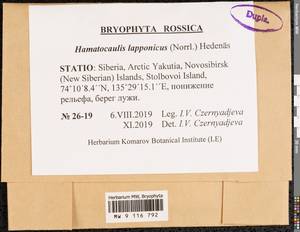 BRYOPHYTA ROSSICA
Dupla.
Hamatocaulis lapponicus (Norrl.) Hedenäs
STATIO: Siberia, Arctic Yakutia, Novosibirsk
(New Siberian) Islands, Stolbovoi Island,
74°10´8.4´´N, 135°29´15.1´´E, понижение
рельефа, берег лужи.
№ 26-19 6.VIII.2019 Leg. I.V. Czernyadjeva
XI.2019 Det. I.V. Czernyadjeva
Herbarium Komarov Botanical Institute (LE)
Herbarium MW, Bryophyta
MW 9 116 792